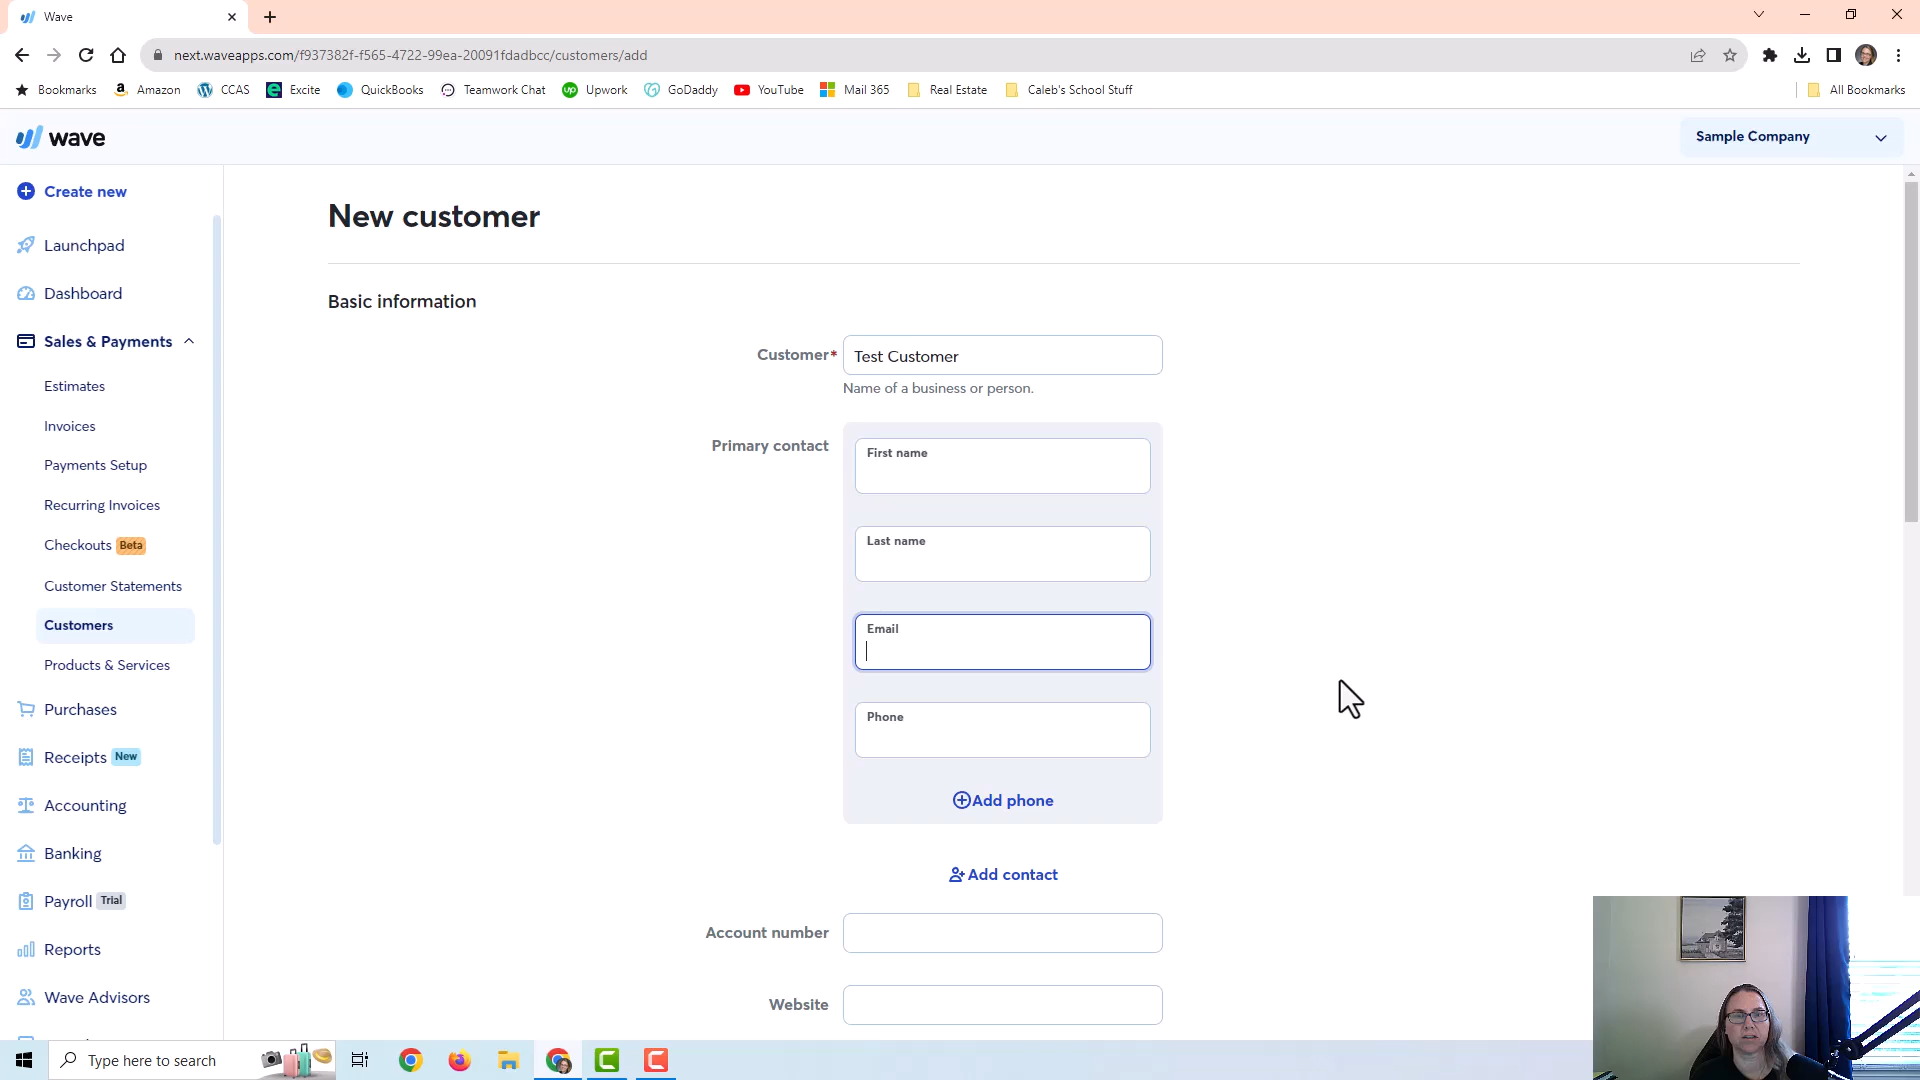 Wave
next.waveapps.com/f937382f-f565-4722-99ea-20091fdadbcc/customers/add
Bookmarks
Amazon
CCAS
Excite
QuickBooks
Teamwork Chat
Upwork
GoDaddy
YouTube
Mail 365
Real Estate
Caleb's School Stuff
All Bookmarks
wave
Sample Company
Create new
Launchpad
Dashboard
Sales & Payments
Estimates
Invoices
Payments Setup
Recurring Invoices
Checkouts Beta
Customer Statements
Customers
Products & Services
Purchases
Receipts New
Accounting
Banking
Payroll Trial
Reports
Wave Advisors
New customer
Basic information
Customer* Test Customer
Name of a business or person.
Primary contact
First name
Last name
Email
Phone
Add phone
Add contact
Account number
Website
Type here to search